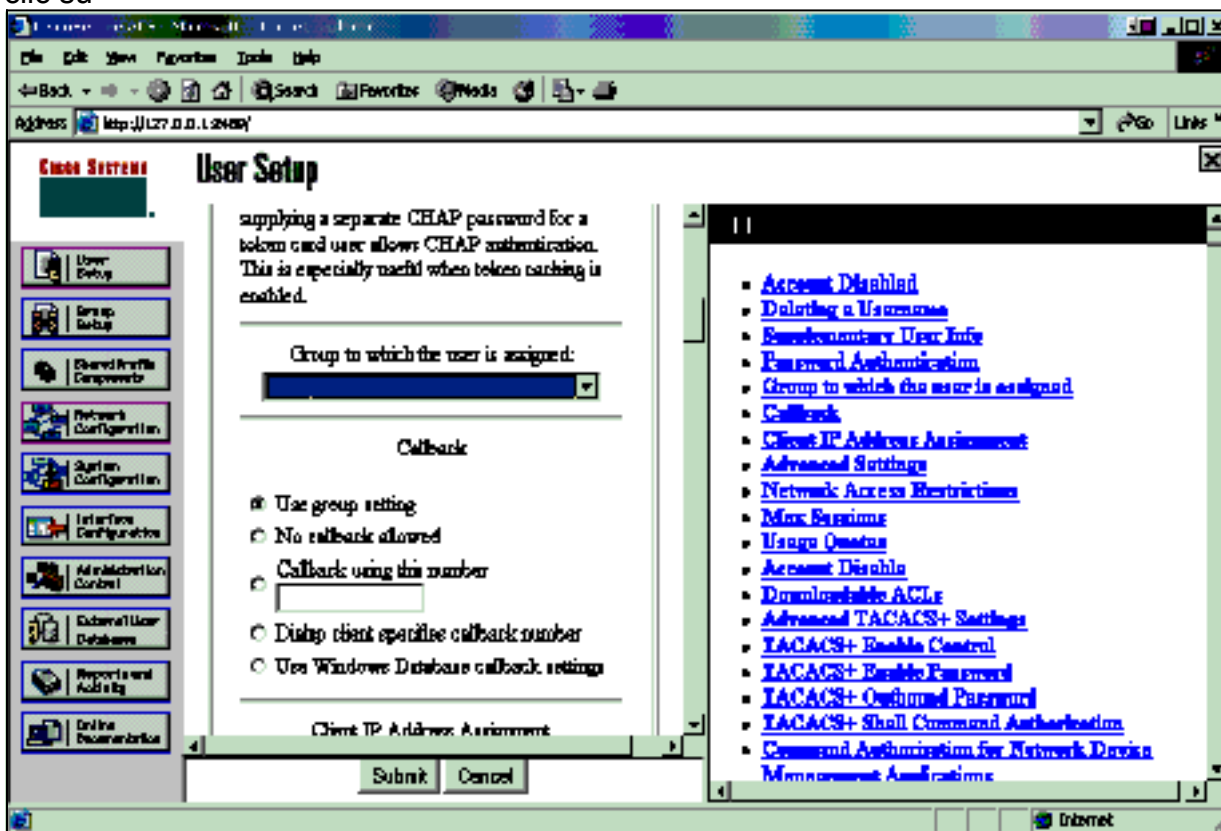 clic su
File Edit View Favorites Tools Help
Back Search Favorites Media
Address http://127.0.0.1: Go Links
CISCO SYSTEMS
User Setup
User Setup
Group Setup
Shared Profile Components
Network Configuration
System Configuration
Interface Configuration
Administration Control
External User Databases
Reports and Activity
Online Documentation
supplying a separate CHAP password for a
token card user allows CHAP authentication.
This is especially useful when token caching is
enabled.
Group to which the user is assigned:
Callback
Use group setting
No callback allowed
Callback using this number
Dialup client specifies callback number
Use Windows Database callback settings
Client IP Address Assignment
Submit Cancel
Account Disabled
Deleting a Username
Supplementary User Info
Password Authentication
Group to which the user is assigned
Callback
Client IP Address Assignment
Advanced Settings
Network Access Restrictions
Max Sessions
Usage Quotas
Account Disable
Downloadable ACLs
Advanced TACACS+ Settings
TACACS+ Enable Control
TACACS+ Enable Password
TACACS+ Outbound Password
TACACS+ Shell Command Authorization
Command Authorization for Network Device
Management Applications
Internet